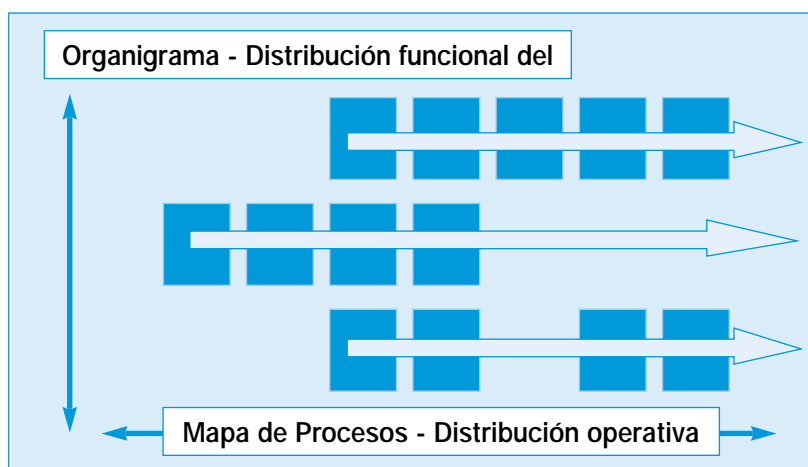 Organigrama - Distribución funcional del
Mapa de Procesos - Distribución operativa